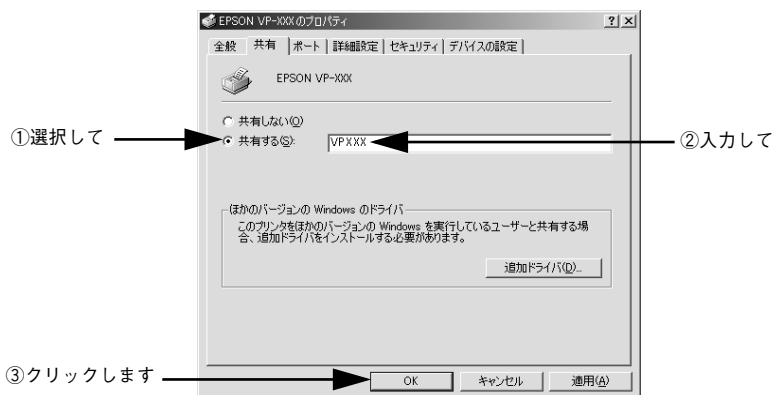 EPSON VP-XXX のプロパティ
全般 共有 ポート 詳細設定 セキュリティ デバイスの設定
EPSON VP-XXX
共有しない(O)
①選択して
共有する(S): VPXXX
②入力して
ほかのバージョンの Windows のドライバ
このプリンタをほかのバージョンの Windows を実行しているユーザーと共有する場
合、追加ドライバをインストールする必要があります。
追加ドライバ(D)...
③クリックします
OK キャンセル 適用(A)